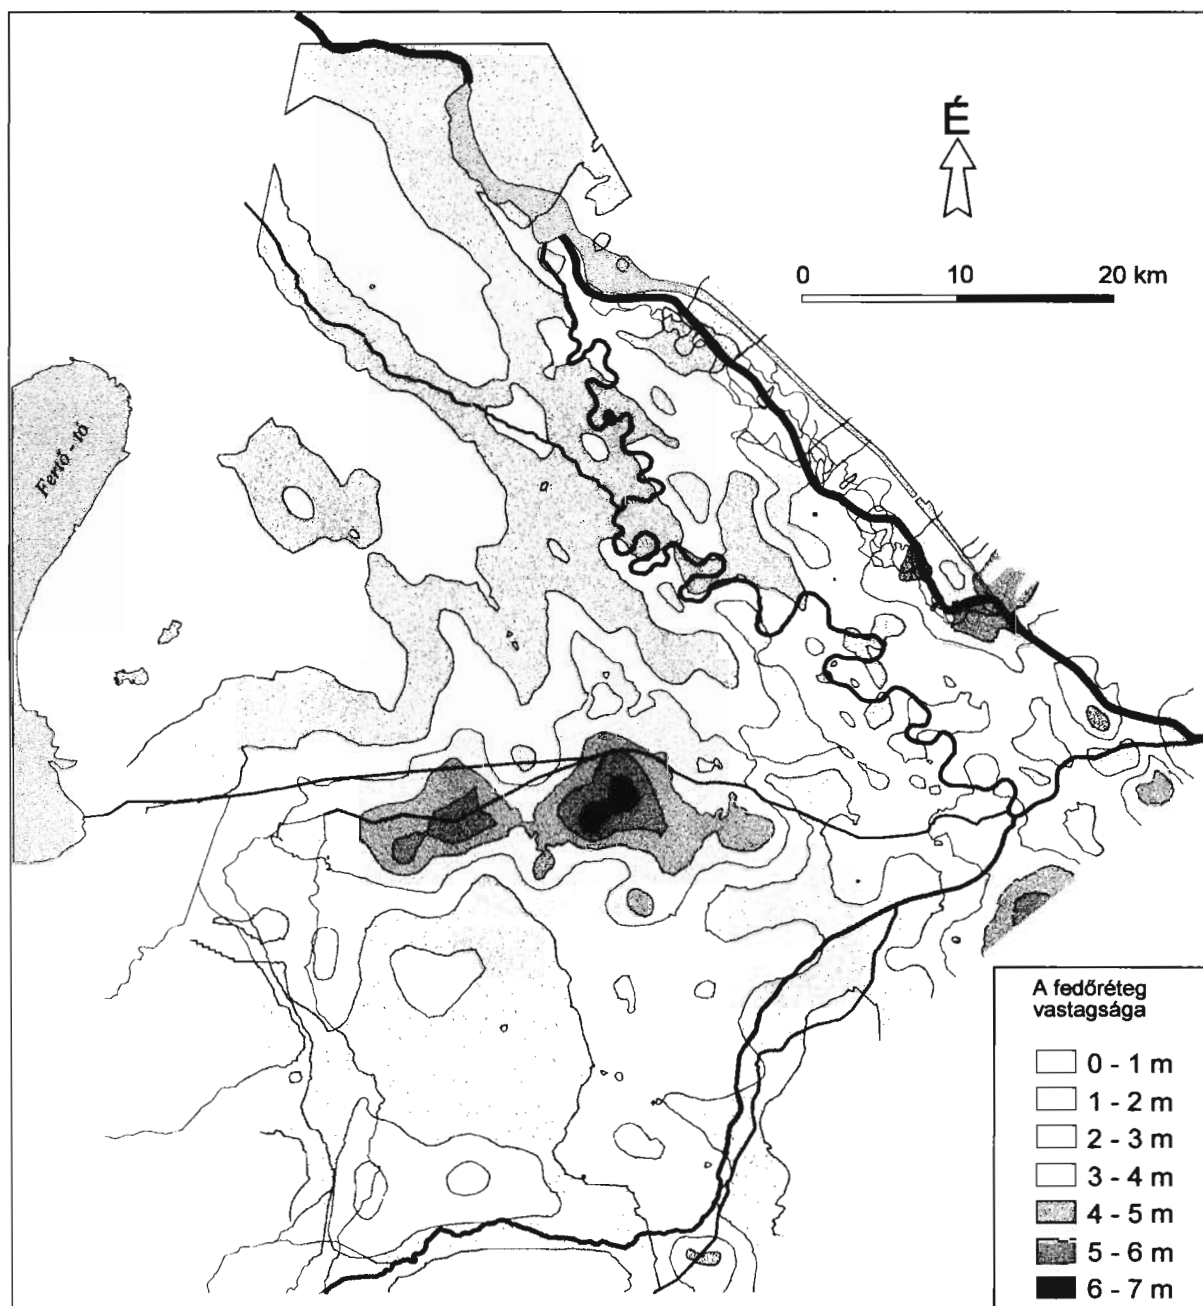 É
0 10 20 km
Fertő - tó
A fedőréteg
vastagsága
0 - 1 m
1 - 2 m
2 - 3 m
3 - 4 m
4 - 5 m
5 - 6 m
6 - 7 m